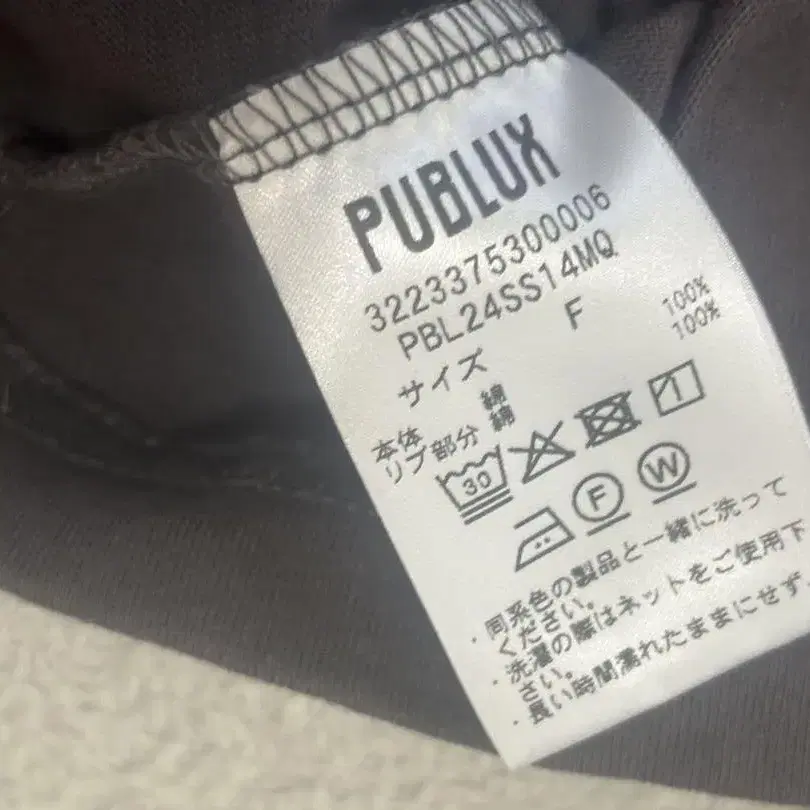 PUBLUX
3223375300006
PBL24SS14MQ
サイズ F
本体 綿 100%
リブ部分 綿 100%
30
F W
・同系色の製品と一緒に洗って
ください。
・洗濯の際はネットをご使用下
さい。
・長い時間濡れたままにせず、